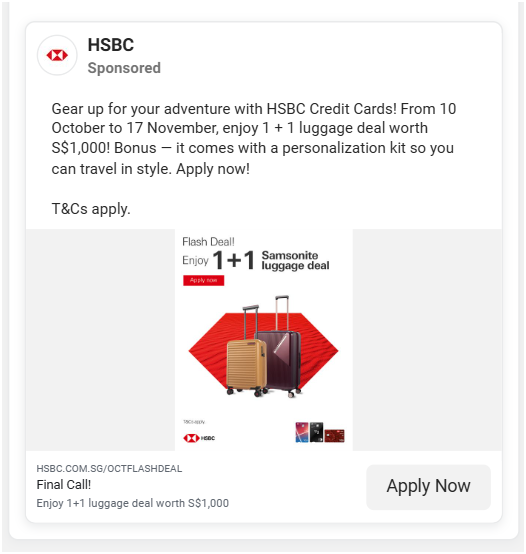 HSBC
Sponsored
Gear up for your adventure with HSBC Credit Cards! From 10
October to 17 November, enjoy 1 + 1 luggage deal worth
S$1,000! Bonus — it comes with a personalization kit so you
can travel in style. Apply now!
T&Cs apply.
Flash Deal!
Enjoy 1+1 Samsonite
luggage deal
Apply now
T&Cs apply.
HSBC
HSBC.COM.SG/OCTFLASHDEAL
Final Call!
Enjoy 1+1 luggage deal worth S$1,000
Apply Now